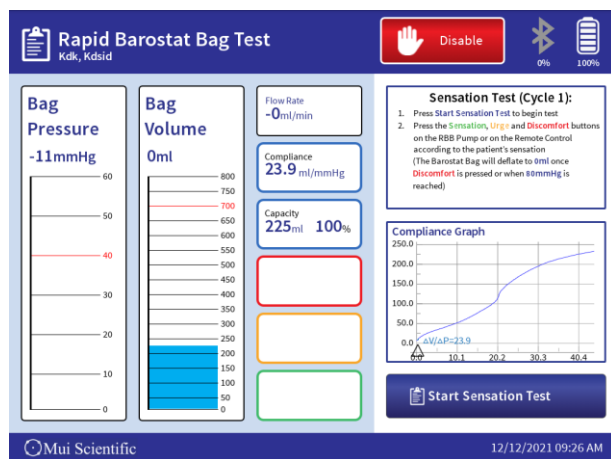 Rapid Barostat Bag Test
Kdk, Kdsid
Disable
0%
100%
Bag
Pressure
-11mmHg
60
50
40
30
20
10
0
Bag
Volume
0ml
800
750
700
650
600
550
500
450
400
350
300
250
200
150
100
50
0
Flow Rate
-0ml/min
Compliance
23.9 ml/mmHg
Capacity
225ml 100%
Sensation Test (Cycle 1):
1. Press Start Sensation Test to begin test
2. Press the Sensation, Urge and Discomfort buttons
on the RBB Pump or on the Remote Control
according to the patient's sensation
(The Barostat Bag will deflate to 0ml once
Discomfort is pressed or when 80mmHg is
reached)
Compliance Graph
250.0
200.0
150.0
100.0
50.0
0.0
△V/△P=23.9
0.0 10.1 20.2 30.3 40.4
Start Sensation Test
Mui Scientific
12/12/2021 09:26 AM